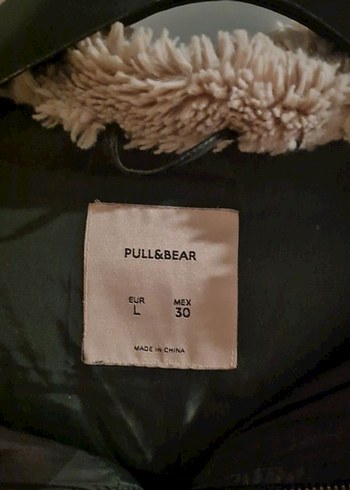 PULL&BEAR
EUR MEX
L 30
MADE IN CHINA